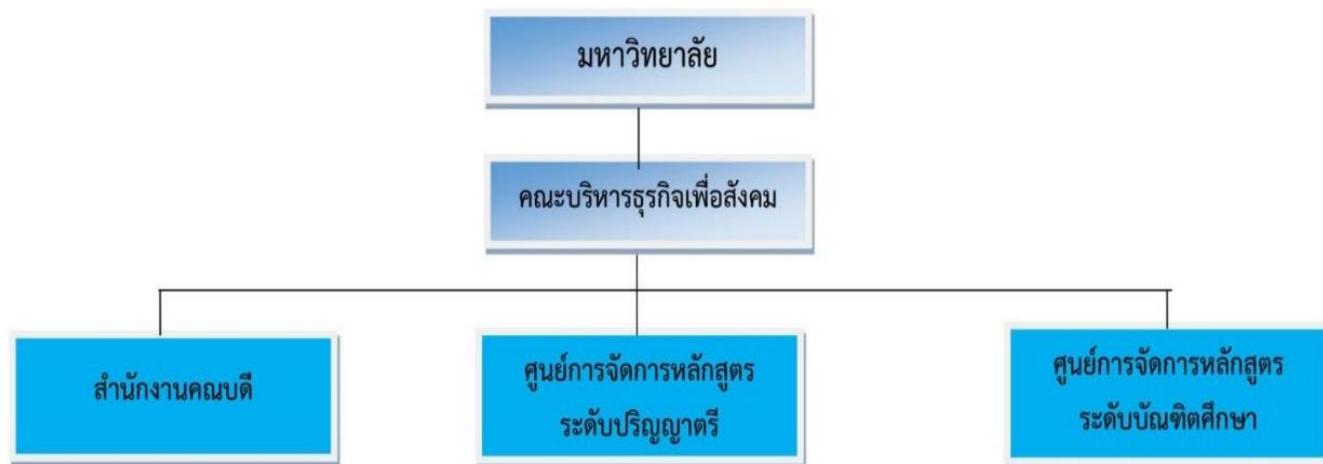 มหาวิทยาลัย
คณะบริหารธุรกิจเพื่อสังคม
สำนักงานคณบดี
ศูนย์การจัดการหลักสูตร
ระดับปริญญาตรี
ศูนย์การจัดการหลักสูตร
ระดับบัณฑิตศึกษา